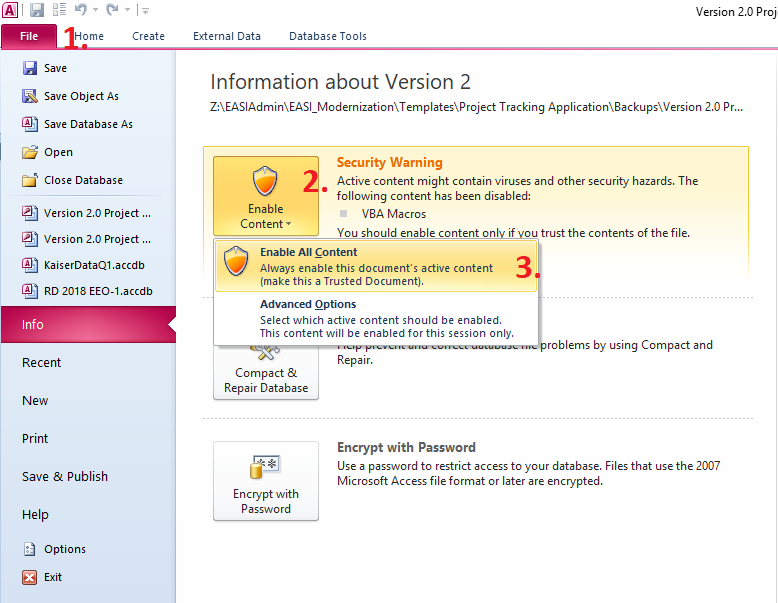 A
Version 2.0 Proj
File
1.
Home
Create
External Data
Database Tools
Save
Save Object As
Save Database As
Open
Close Database
Version 2.0 Project ...
Version 2.0 Project ...
KaiserDataQ1.accdb
RD 2018 EEO-1.accdb
Info
Recent
New
Print
Save & Publish
Help
Options
Exit
Information about Version 2
Z:\EASIAdmin\EASI_Modernization\Templates\Project Tracking Application\Backups\Version 2.0 Pr...
Enable
Content
2.
Security Warning
Active content might contain viruses and other security hazards. The
following content has been disabled:
VBA Macros
You should enable content only if you trust the contents of the file.
Enable All Content
Always enable this document's active content
(make this a Trusted Document).
3.
Advanced Options
Select which active content should be enabled.
This content will be enabled for this session only.
Compact &
Repair Database
Help prevent and correct database file problems by using Compact and
Repair.
Encrypt with
Password
Encrypt with Password
Use a password to restrict access to your database. Files that use the 2007
Microsoft Access file format or later are encrypted.